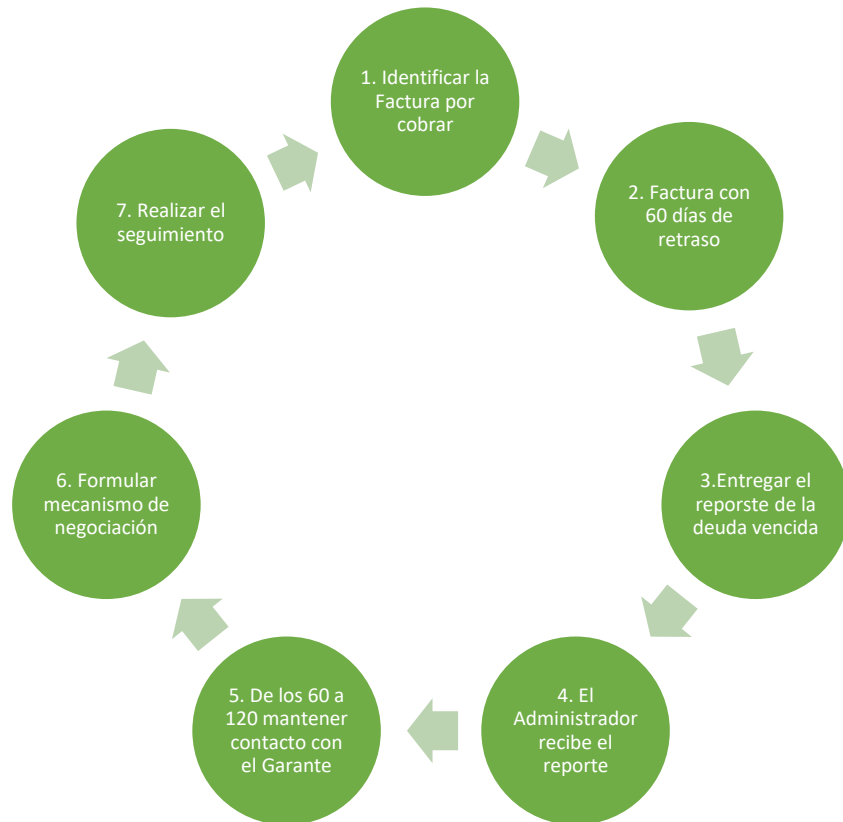 1. Identificar la
Factura por
cobrar
2. Factura con
60 días de
retraso
3.Entregar el
reporste de la
deuda vencida
4. El
Administrador
recibe el
reporte
5. De los 60 a
120 mantener
contacto con
el Garante
6. Formular
mecanismo de
negociación
7. Realizar el
seguimiento